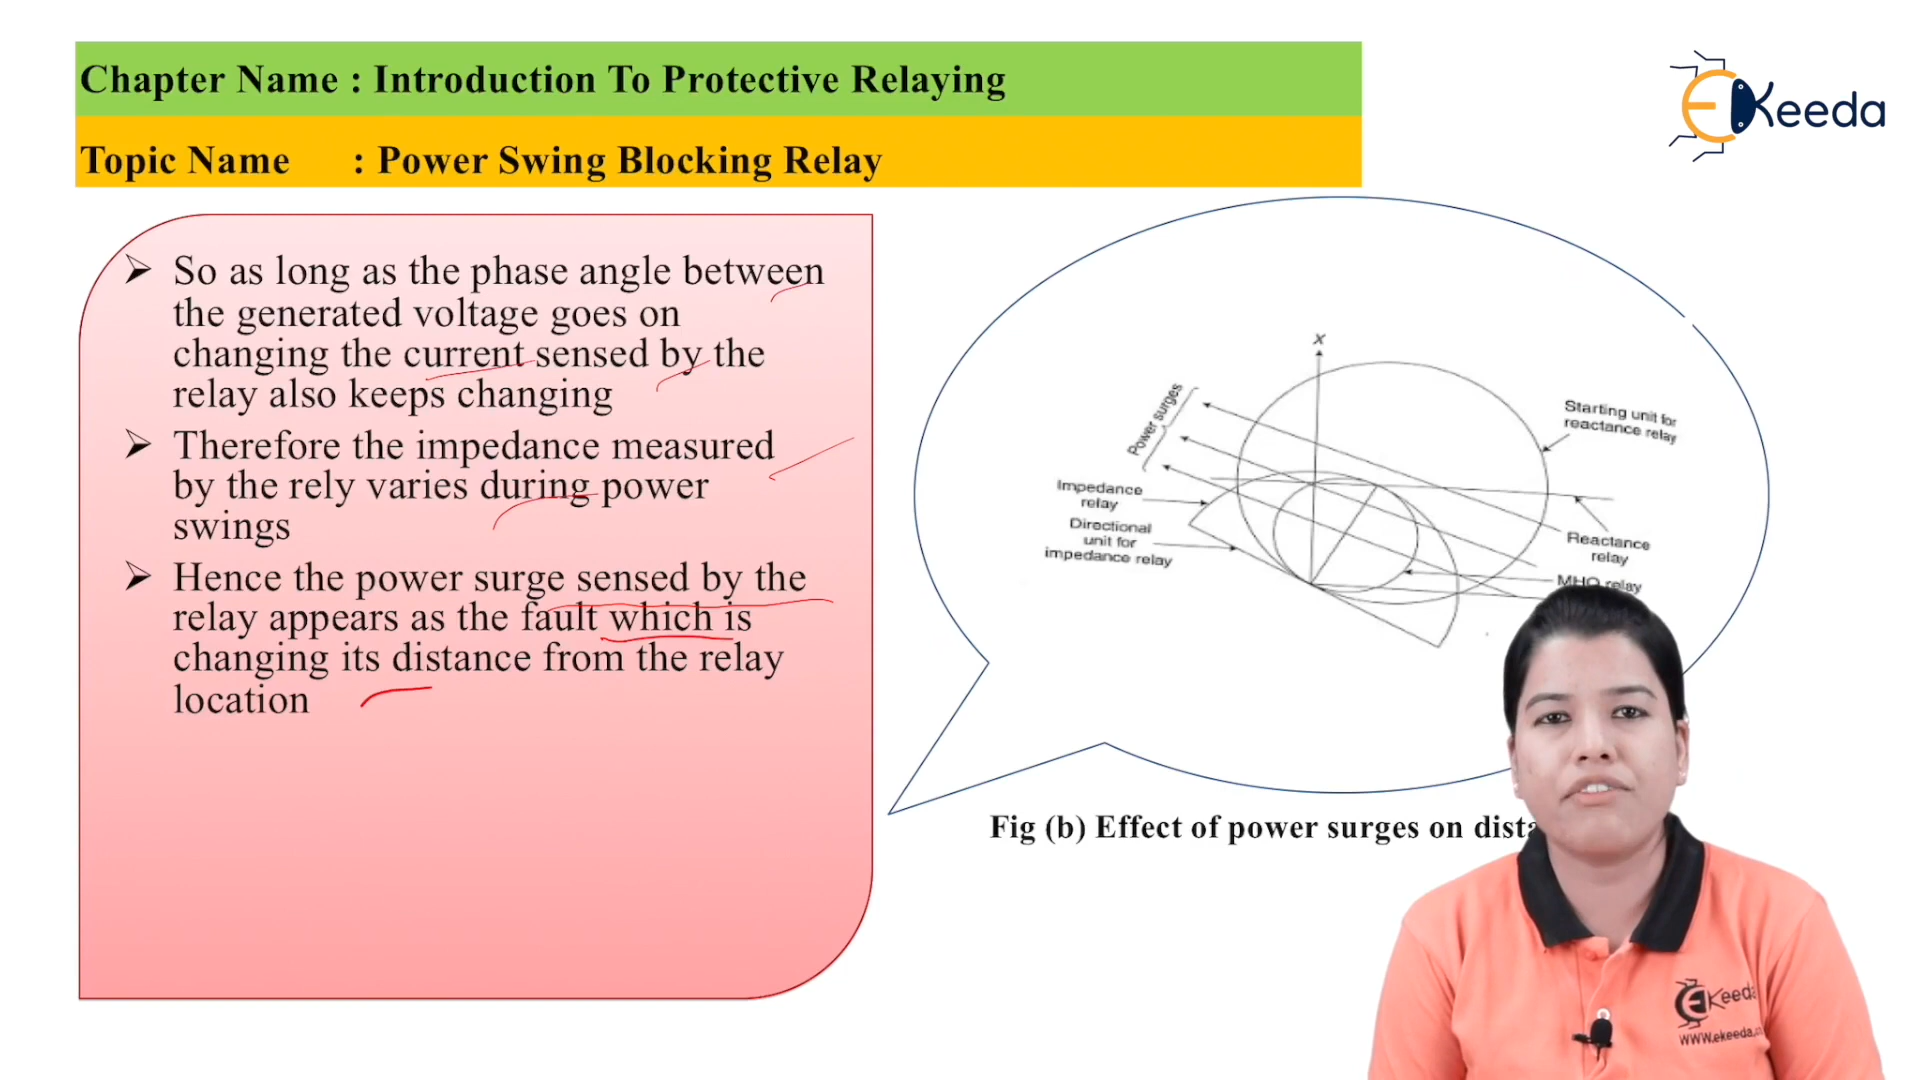 Chapter Name : Introduction To Protective Relaying
Topic Name : Power Swing Blocking Relay
EKeeda
➢ So as long as the phase angle between
the generated voltage goes on
changing the current sensed by the
relay also keeps changing
➢ Therefore the impedance measured
by the rely varies during power
swings
➢ Hence the power surge sensed by the
relay appears as the fault which is
changing its distance from the relay
location
X
Power surges
Starting unit for
reactance relay
Impedance
relay
Directional
unit for
impedance relay
Reactance
relay
MHO relay
Fig (b) Effect of power surges on
EKeeda
WWW.ekeeda.